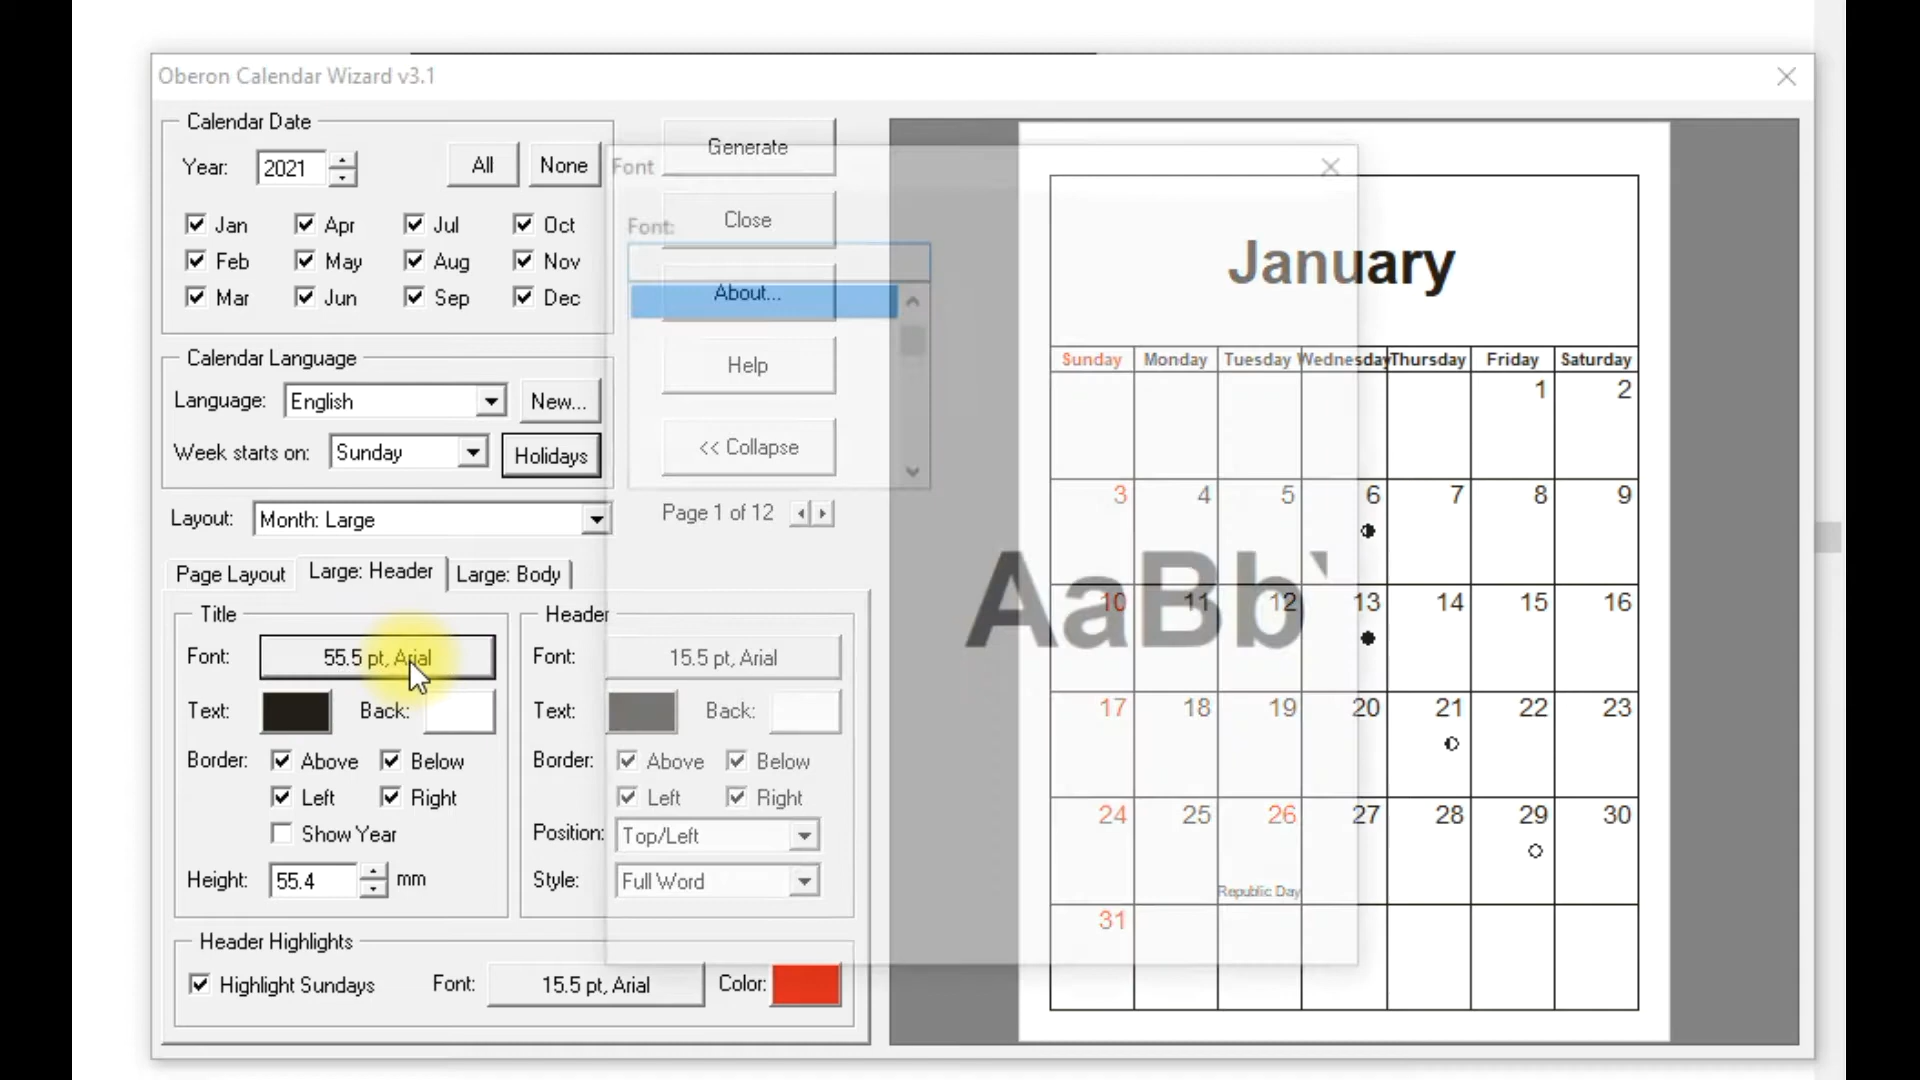 Oberon Calendar Wizard v3.1
Calendar Date
Year: 2021 All None
Jan Apr Jul Oct
Feb May Aug Nov
Mar Jun Sep Dec
Calendar Language
Language: English New...
Week starts on: Sunday Holidays
Layout: Month: Large
Page Layout Large: Header Large: Body
Title
Font: 55.5 pt, Arial
Text: Back:
Border: Above Below
Left Right
Show Year
Height: 55.4 mm
Header
Font: 15.5 pt, Arial
Text: Back:
Border: Above Below
Left Right
Position: Top/Left
Style: Full Word
Header Highlights
Highlight Sundays Font: 15.5 pt, Arial Color:
Generate
Close
About...
Help
<< Collapse
Page 1 of 12
Font
Font:
AaBb
January
Sunday Monday Tuesday Wednesday Thursday Friday Saturday
1 2
3 4 5 6 7 8 9
10 11 12 13 14 15 16
17 18 19 20 21 22 23
24 25 26 27 28 29 30
Republic Day
31